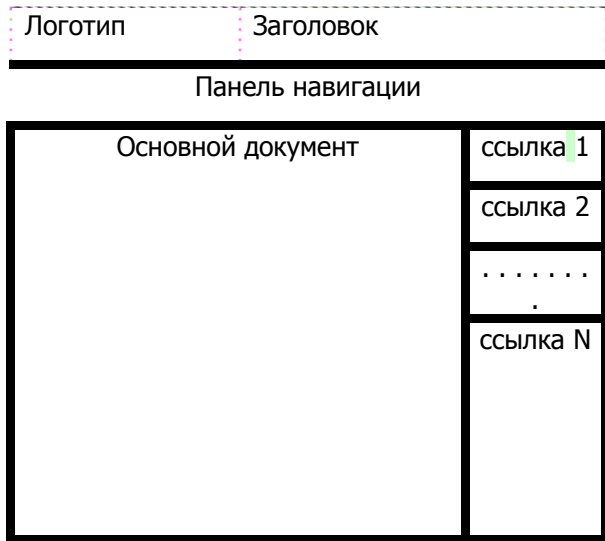 Логотип Заголовок
Панель навигации
Основной документ
ссылка 1
ссылка 2
. . . . . . .
.
ссылка N